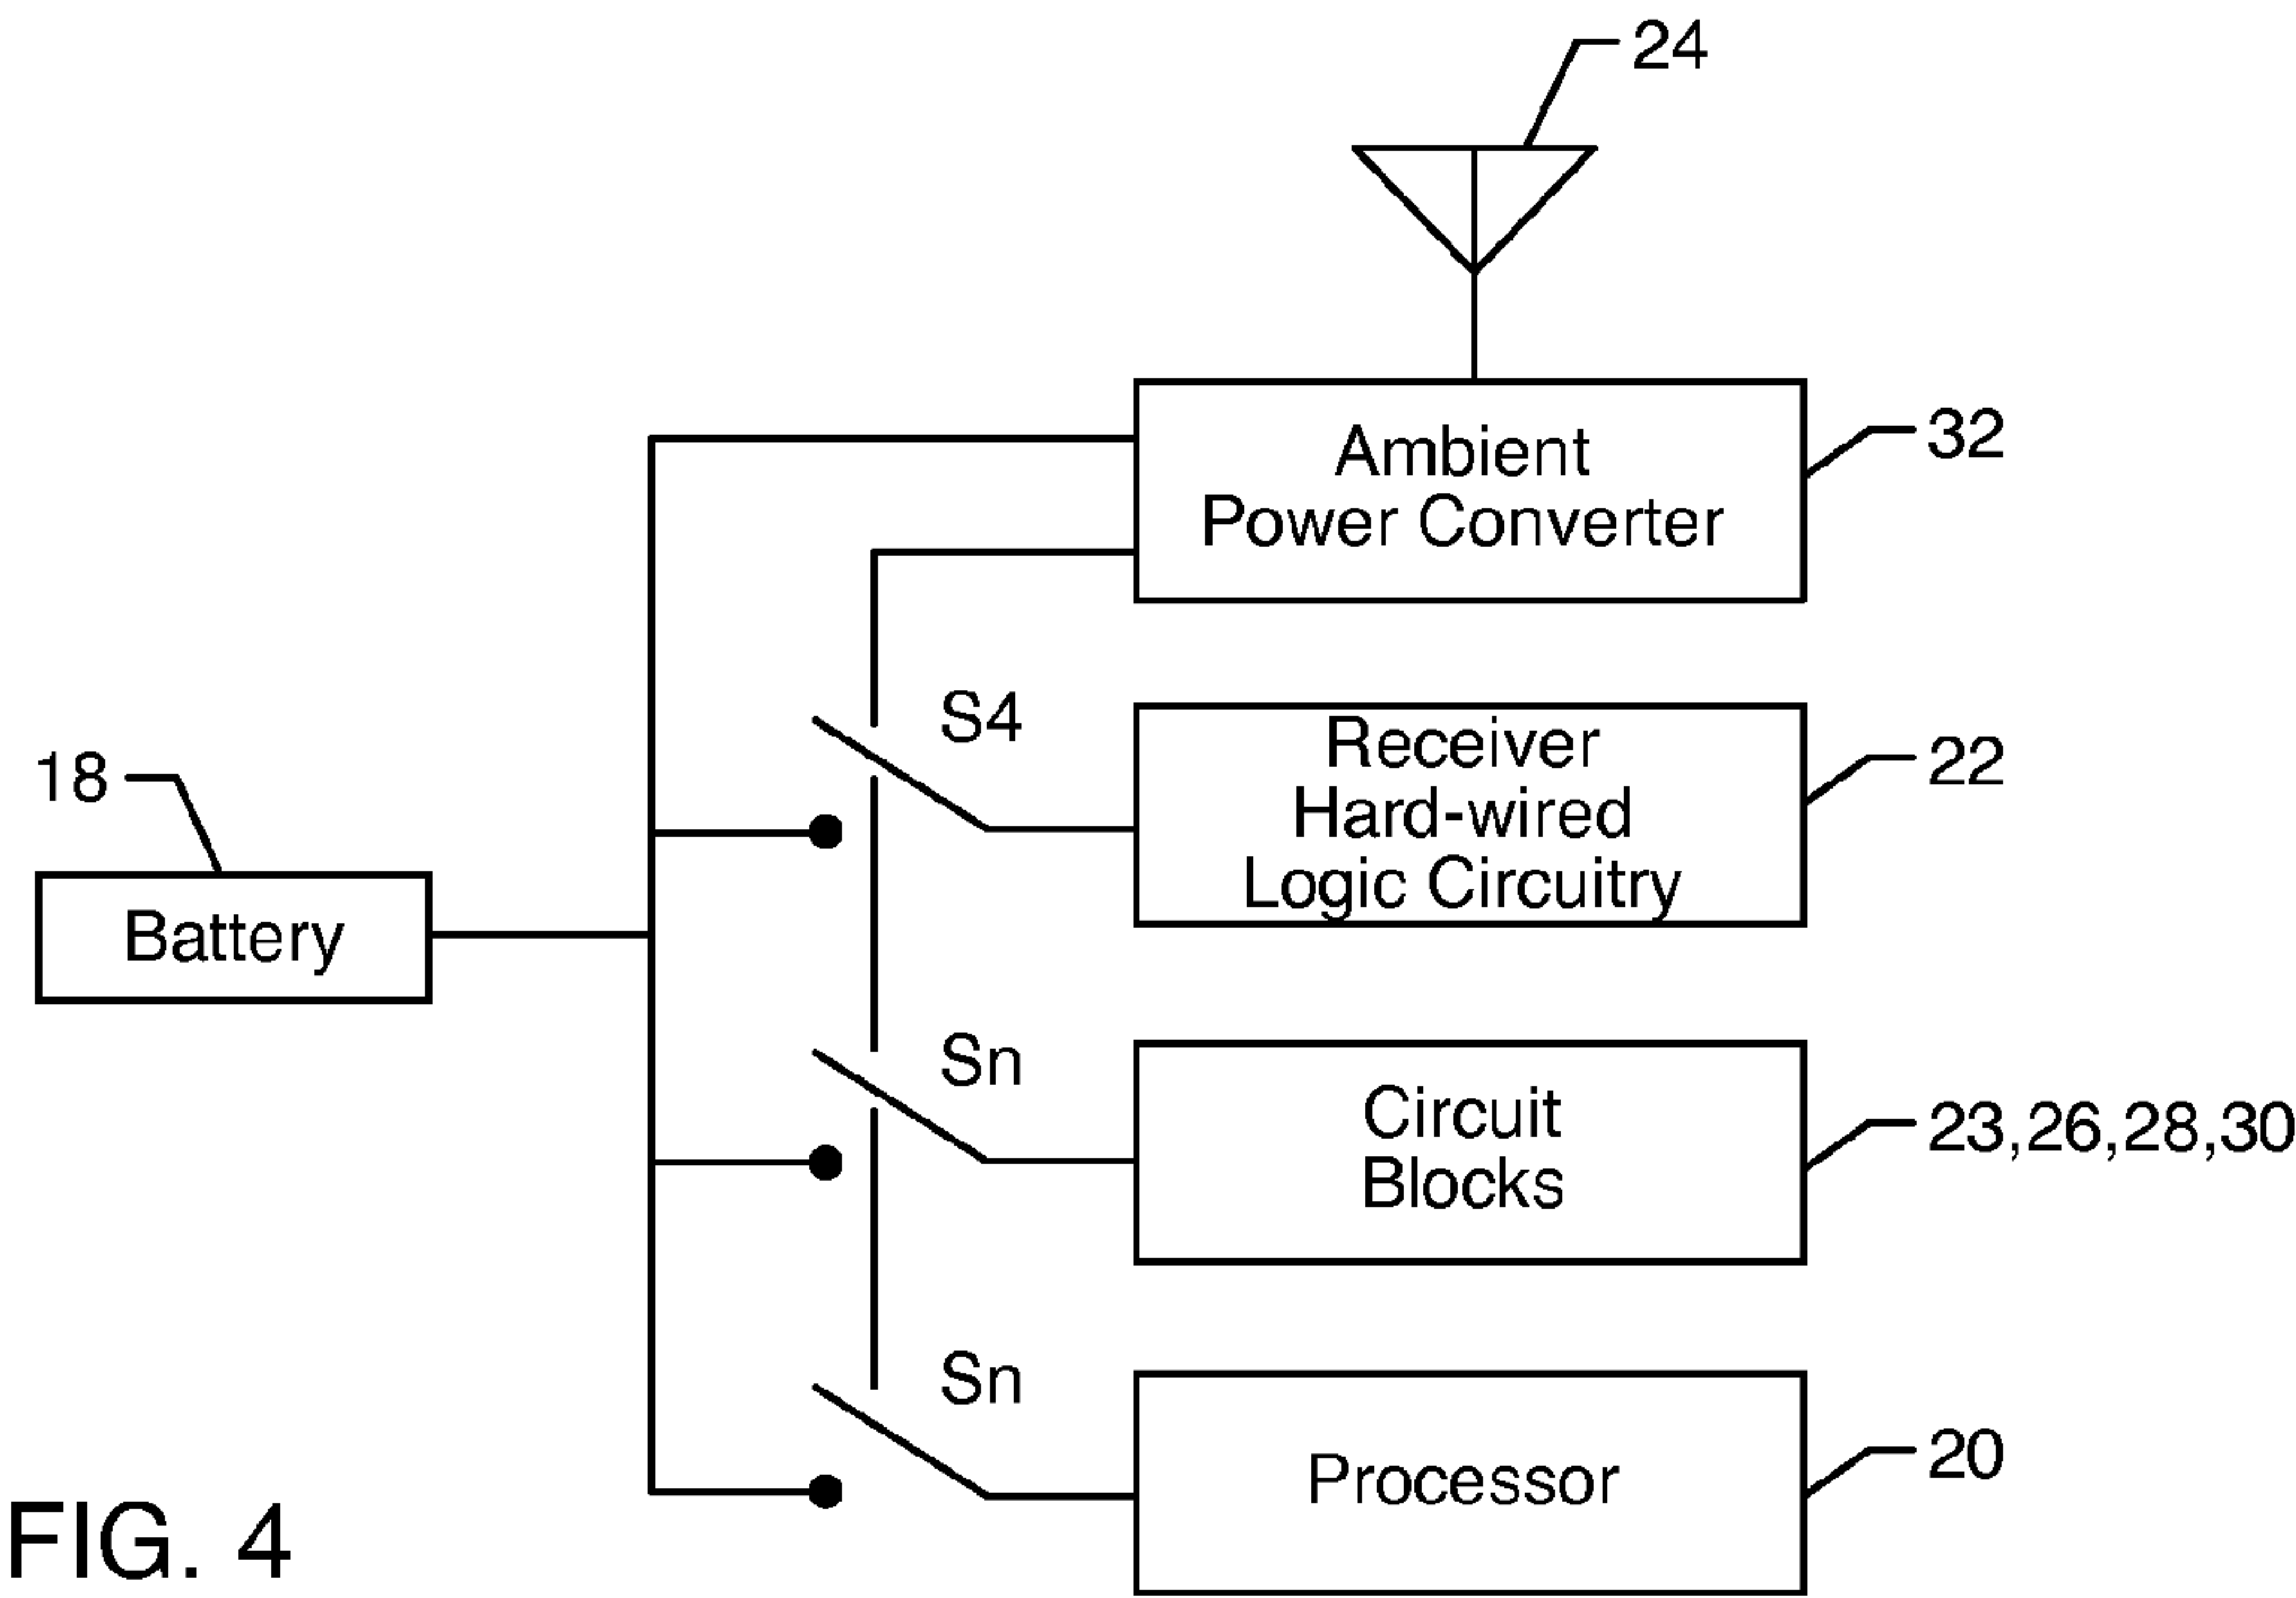 24
Ambient
Power Converter
32
S4
Receiver
Hard-wired
Logic Circuitry
22
18
Battery
Sn
Circuit
Blocks
23,26,28,30
Sn
Processor
20
FIG. 4